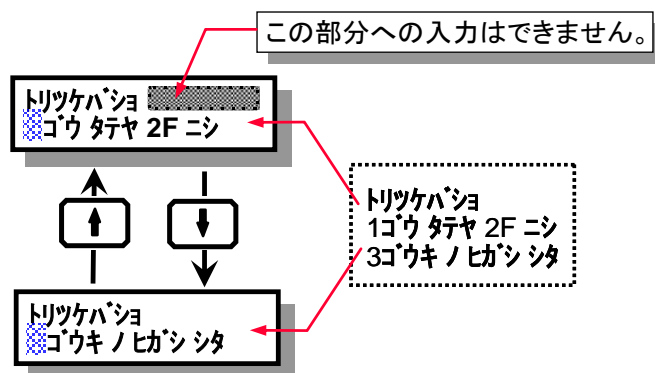 この部分への入力はできません。
ﾄﾘﾂｹﾊﾞｼｮ
ｺﾞｳ ﾀﾃﾔ 2F ﾆｼ
ﾄﾘﾂｹﾊﾞｼｮ
1ｺﾞｳ ﾀﾃﾔ 2F ﾆｼ
3ｺﾞｳｷ ﾉ ﾋｶﾞｼ ｼﾀ
ﾄﾘﾂｹﾊﾞｼｮ
ｺﾞｳｷ ﾉ ﾋｶﾞｼ ｼﾀ